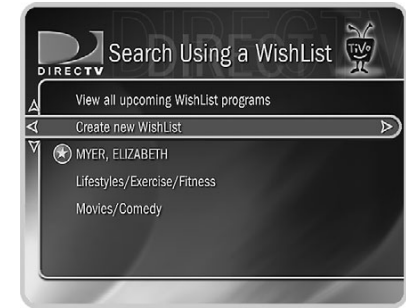 DIRECTV
Search Using a WishList
TiVo
View all upcoming WishList programs
Create new WishList
MYER, ELIZABETH
Lifestyles/Exercise/Fitness
Movies/Comedy